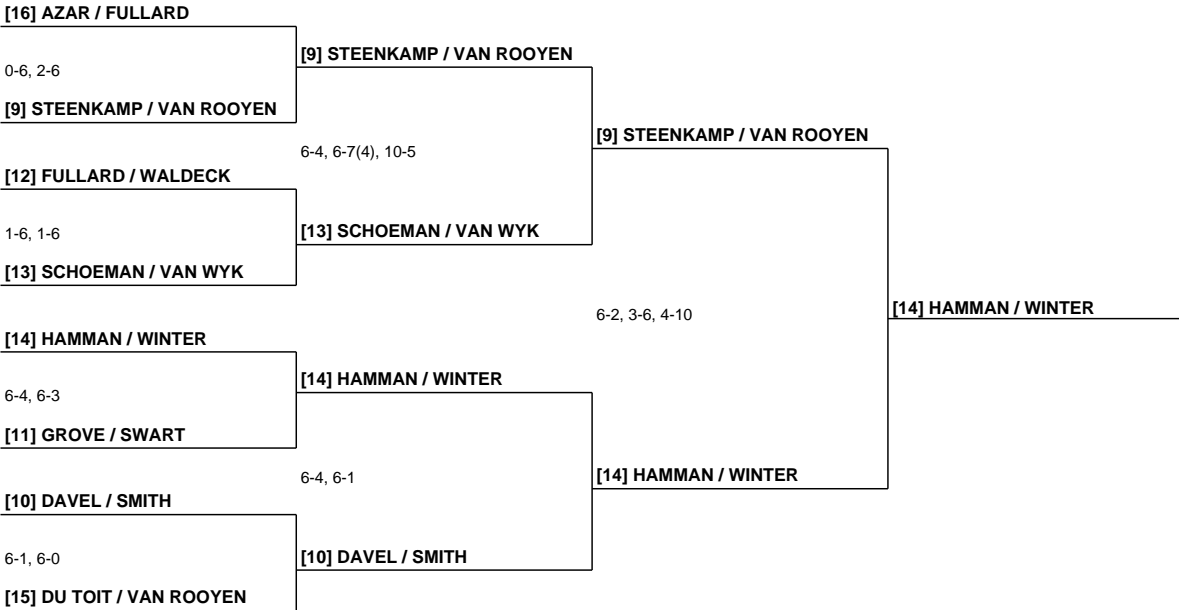 [16] AZAR / FULLARD
0-6, 2-6
[9] STEENKAMP / VAN ROOYEN
[9] STEENKAMP / VAN ROOYEN
6-4, 6-7(4), 10-5
[9] STEENKAMP / VAN ROOYEN
[12] FULLARD / WALDECK
1-6, 1-6
[13] SCHOEMAN / VAN WYK
[13] SCHOEMAN / VAN WYK
6-2, 3-6, 4-10
[14] HAMMAN / WINTER
[14] HAMMAN / WINTER
6-4, 6-3
[14] HAMMAN / WINTER
[11] GROVE / SWART
6-4, 6-1
[14] HAMMAN / WINTER
[10] DAVEL / SMITH
6-1, 6-0
[10] DAVEL / SMITH
[15] DU TOIT / VAN ROOYEN